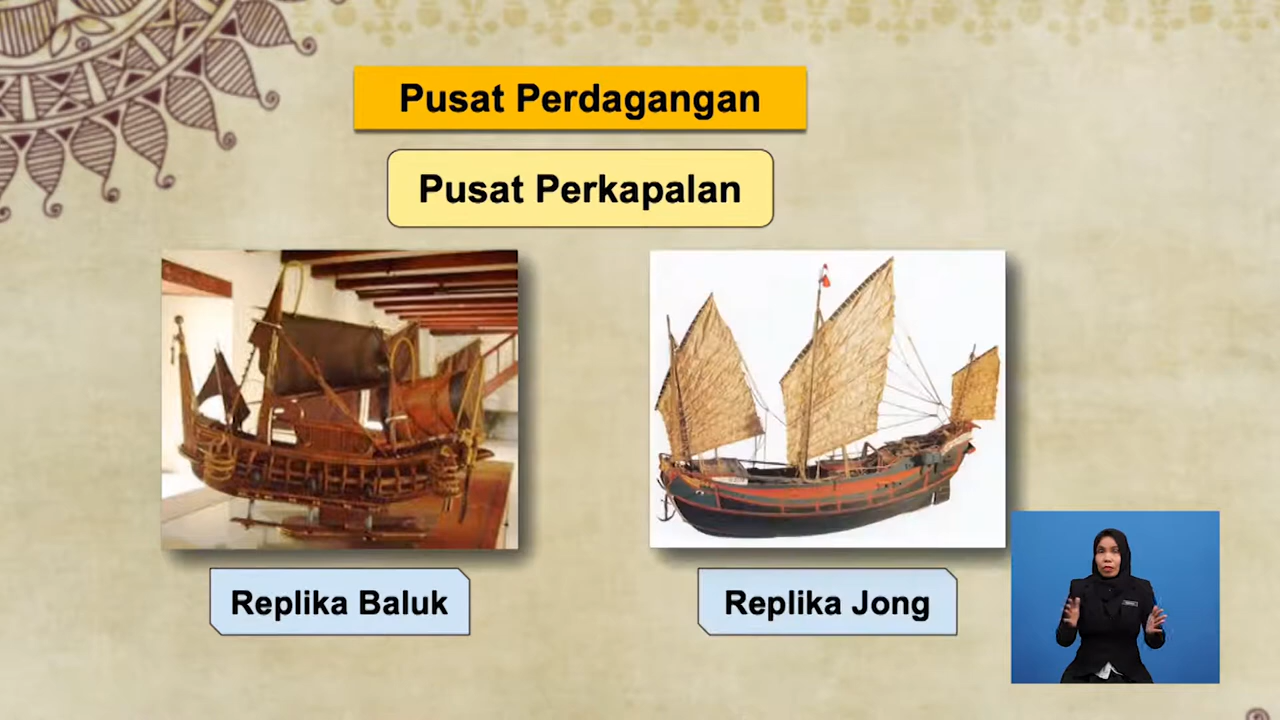 Pusat Perdagangan
Pusat Perkapalan
Replika Baluk
Replika Jong